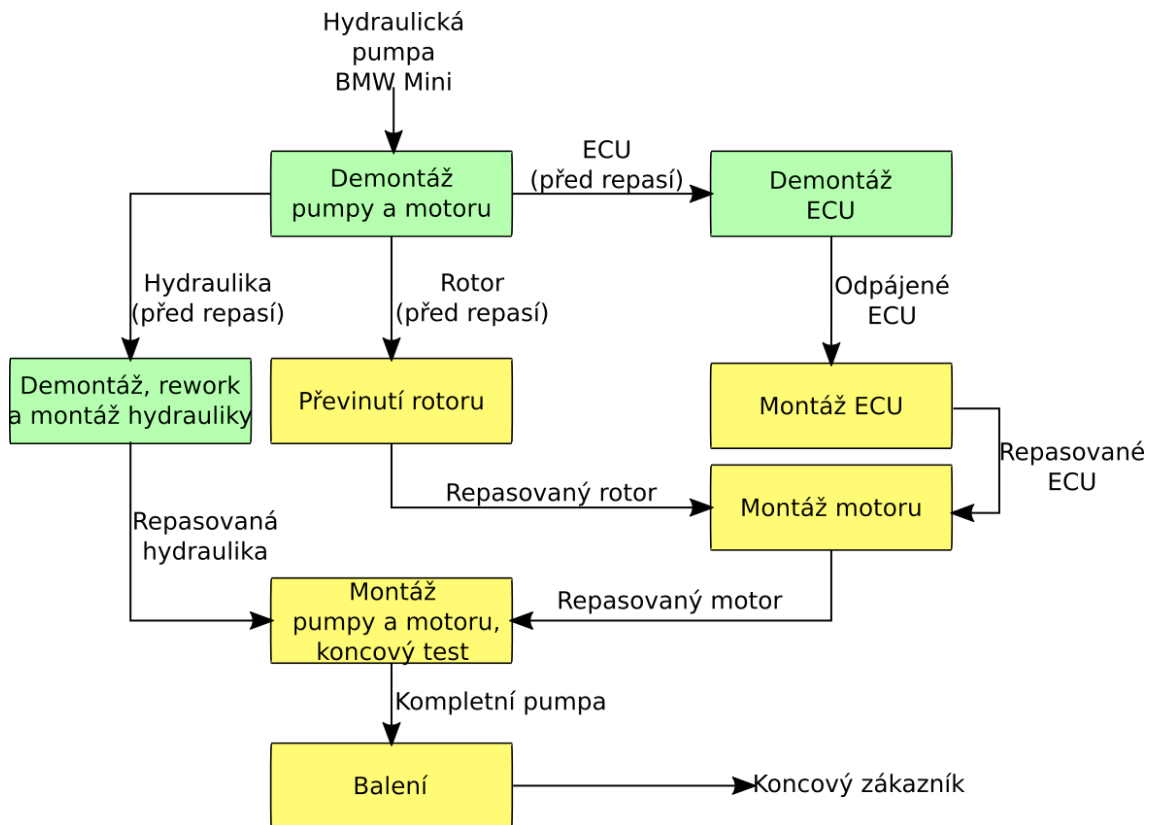 Hydraulická
pumpa
BMW Mini
Demontáž
pumpy a motoru
ECU
(před repasí)
Demontáž
ECU
Hydraulika
(před repasí)
Rotor
(před repasí)
Odpájené
ECU
Demontáž, rework
a montáž hydrauliky
Převinutí rotoru
Montáž ECU
Repasované
ECU
Repasovaný rotor
Montáž motoru
Repasovaná
hydraulika
Montáž
pumpy a motoru,
koncový test
Repasovaný motor
Kompletní pumpa
Balení
Koncový zákazník